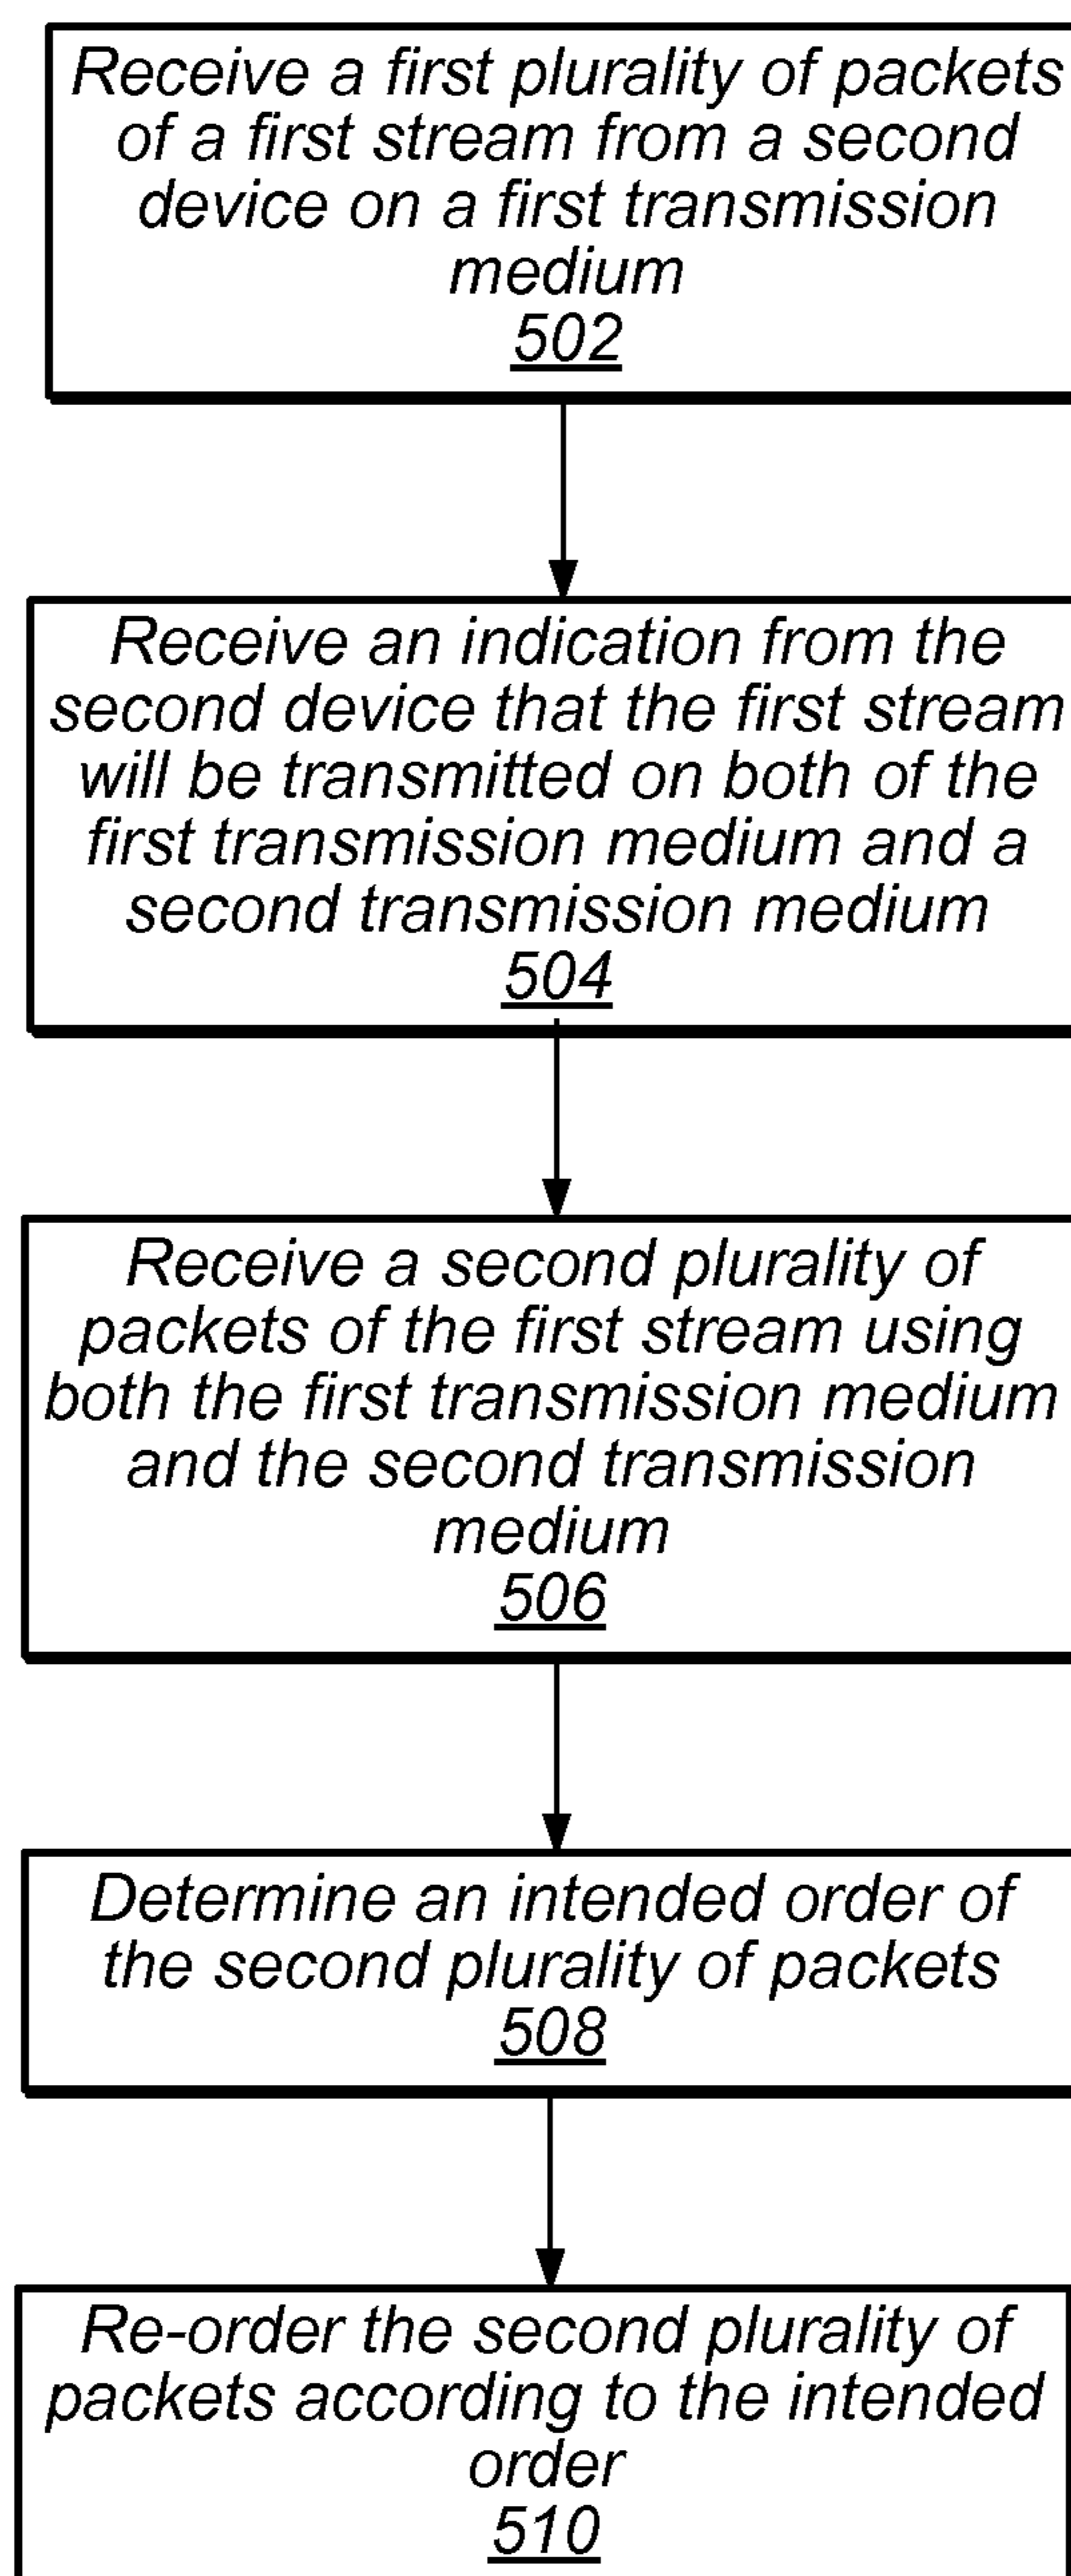 Receive a first plurality of packets
of a first stream from a second
device on a first transmission
medium
502
Receive an indication from the
second device that the first stream
will be transmitted on both of the
first transmission medium and a
second transmission medium
504
Receive a second plurality of
packets of the first stream using
both the first transmission medium
and the second transmission
medium
506
Determine an intended order of
the second plurality of packets
508
Re-order the second plurality of
packets according to the intended
order
510